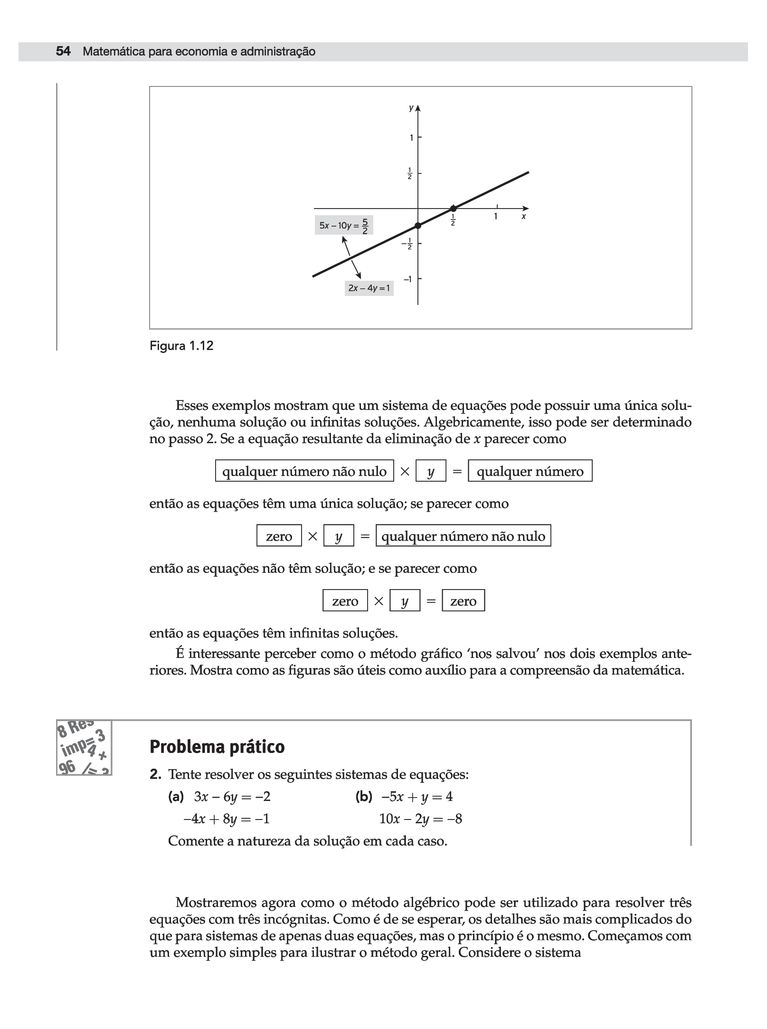 54 Matemática para economia e administração
y
1
1/2
5x – 10y = 5/2
1/2
1
x
–1/2
–1
2x – 4y = 1
Figura 1.12
Esses exemplos mostram que um sistema de equações pode possuir uma única solu-
ção, nenhuma solução ou infinitas soluções. Algebricamente, isso pode ser determinado
no passo 2. Se a equação resultante da eliminação de x parecer como
qualquer número não nulo × y = qualquer número
então as equações têm uma única solução; se parecer como
zero × y = qualquer número não nulo
então as equações não têm solução; e se parecer como
zero × y = zero
então as equações têm infinitas soluções.
É interessante perceber como o método gráfico ‘nos salvou’ nos dois exemplos ante-
riores. Mostra como as figuras são úteis como auxílio para a compreensão da matemática.
8 Res
imp= 3
4 +
96 /= 2
Problema prático
2. Tente resolver os seguintes sistemas de equações:
(a) 3x – 6y = –2 (b) –5x + y = 4
–4x + 8y = –1 10x – 2y = –8
Comente a natureza da solução em cada caso.
Mostraremos agora como o método algébrico pode ser utilizado para resolver três
equações com três incógnitas. Como é de se esperar, os detalhes são mais complicados do
que para sistemas de apenas duas equações, mas o princípio é o mesmo. Começamos com
um exemplo simples para ilustrar o método geral. Considere o sistema